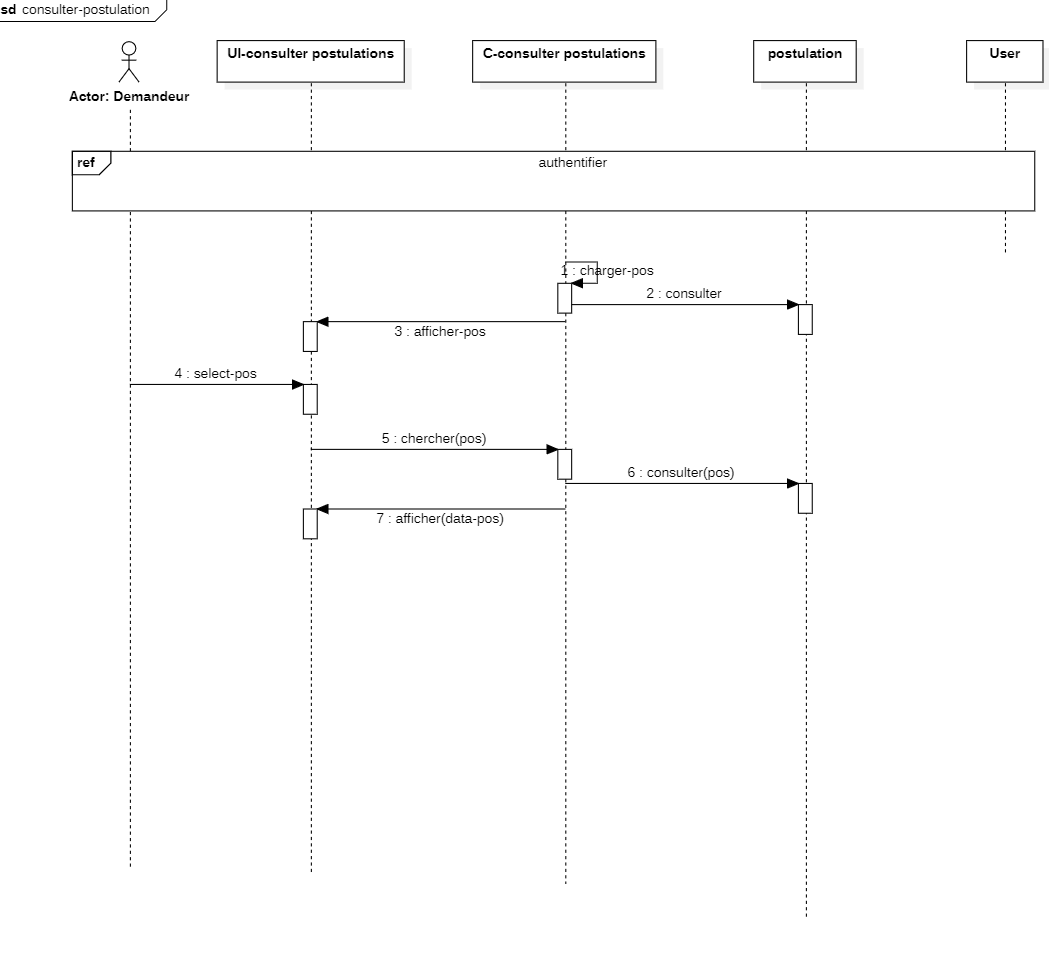 sd consulter-postulation
UI-consulter postulations
C-consulter postulations
postulation
User
Actor: Demandeur
ref
authentifier
1 : charger-pos
2 : consulter
3 : afficher-pos
4 : select-pos
5 : chercher(pos)
6 : consulter(pos)
7 : afficher(data-pos)